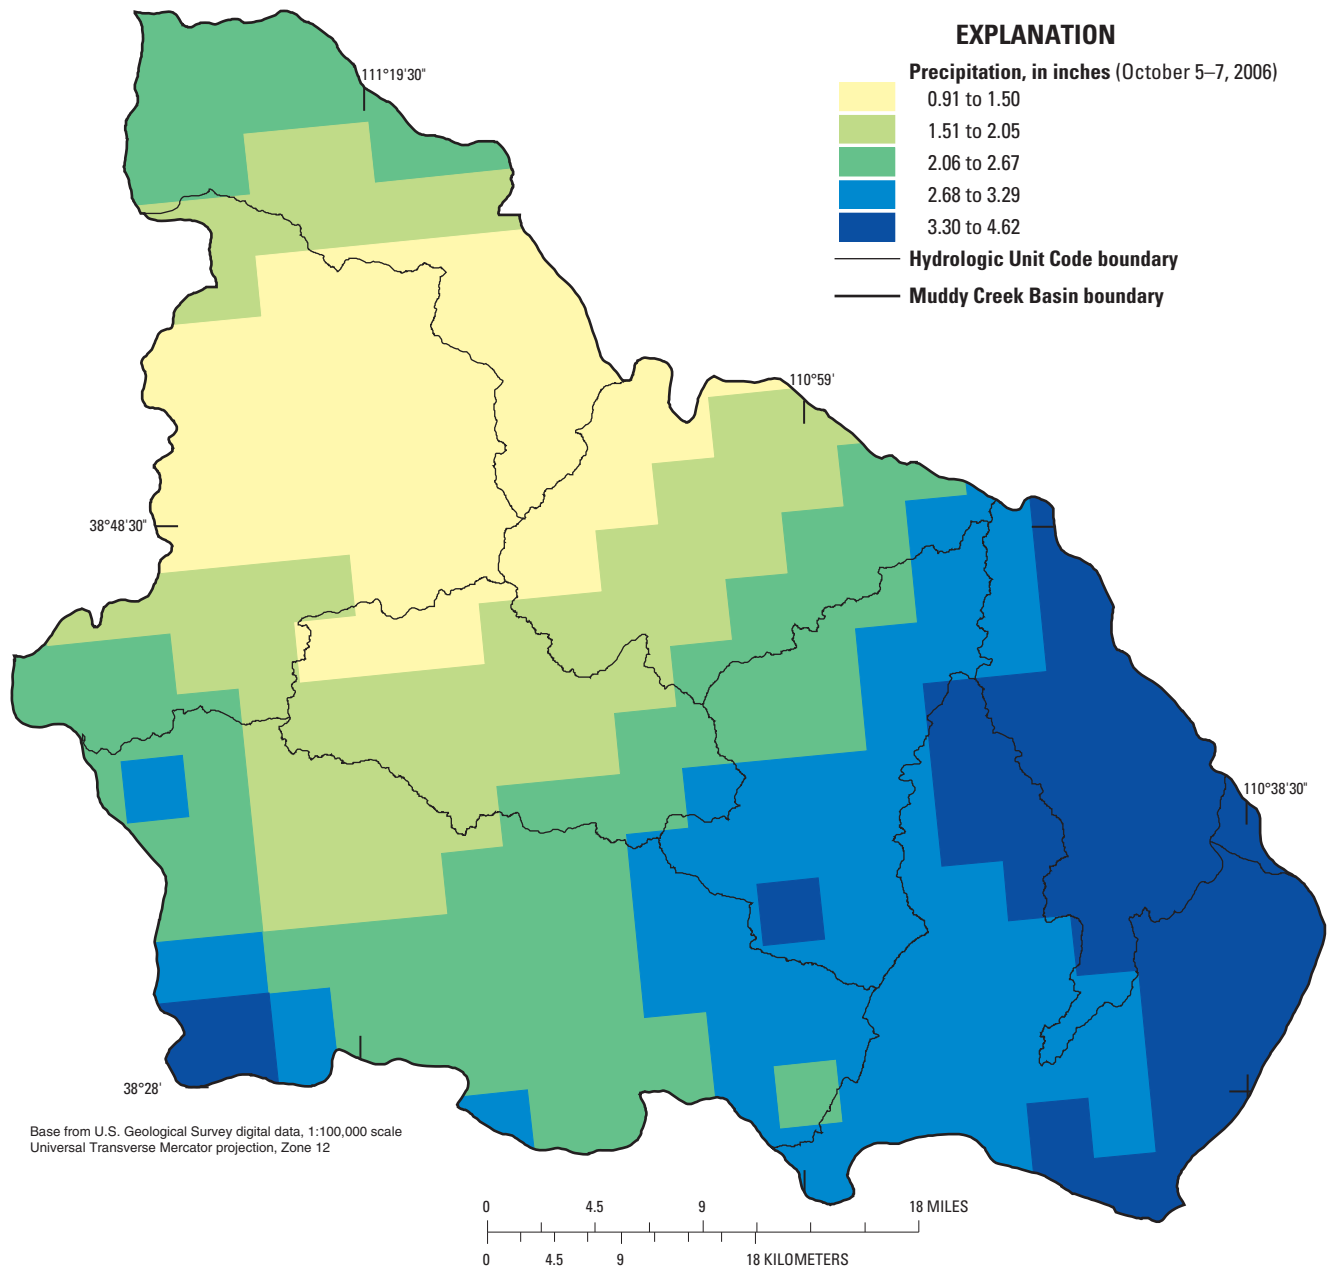 EXPLANATION
Precipitation, in inches (October 5–7, 2006)
0.91 to 1.50
1.51 to 2.05
2.06 to 2.67
2.68 to 3.29
3.30 to 4.62
Hydrologic Unit Code boundary
Muddy Creek Basin boundary
111°19'30"
110°59'
38°48'30"
110°38'30"
38°28'
Base from U.S. Geological Survey digital data, 1:100,000 scale
Universal Transverse Mercator projection, Zone 12
0 4.5 9 18 MILES
0 4.5 9 18 KILOMETERS